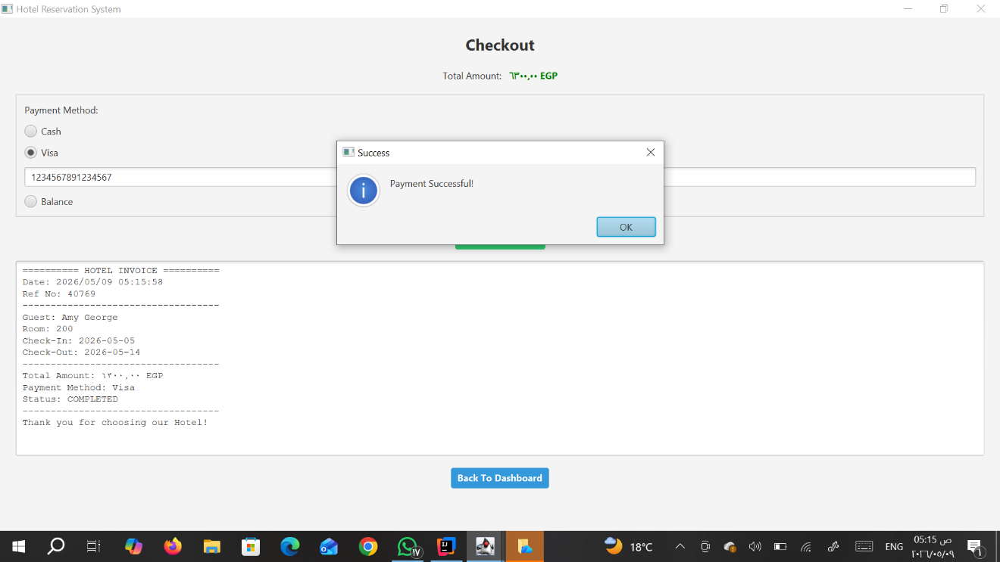 Hotel Reservation System
Checkout
Total Amount: ٦٣٠٠,٠٠ EGP
Payment Method:
Cash
Visa
1234567891234567
Balance
Success
Payment Successful!
OK
========== HOTEL INVOICE ==========
Date: 2026/05/09 05:15:58
Ref No: 40769
-----------------------------------
Guest: Amy George
Room: 200
Check-In: 2026-05-05
Check-Out: 2026-05-14
-----------------------------------
Total Amount: ٦٣٠٠,٠٠ EGP
Payment Method: Visa
Status: COMPLETED
-----------------------------------
Thank you for choosing our Hotel!
Back To Dashboard
18°C
ENG
05:15 ص
٢٠٢٦/٠٥/٠٩
IV
1